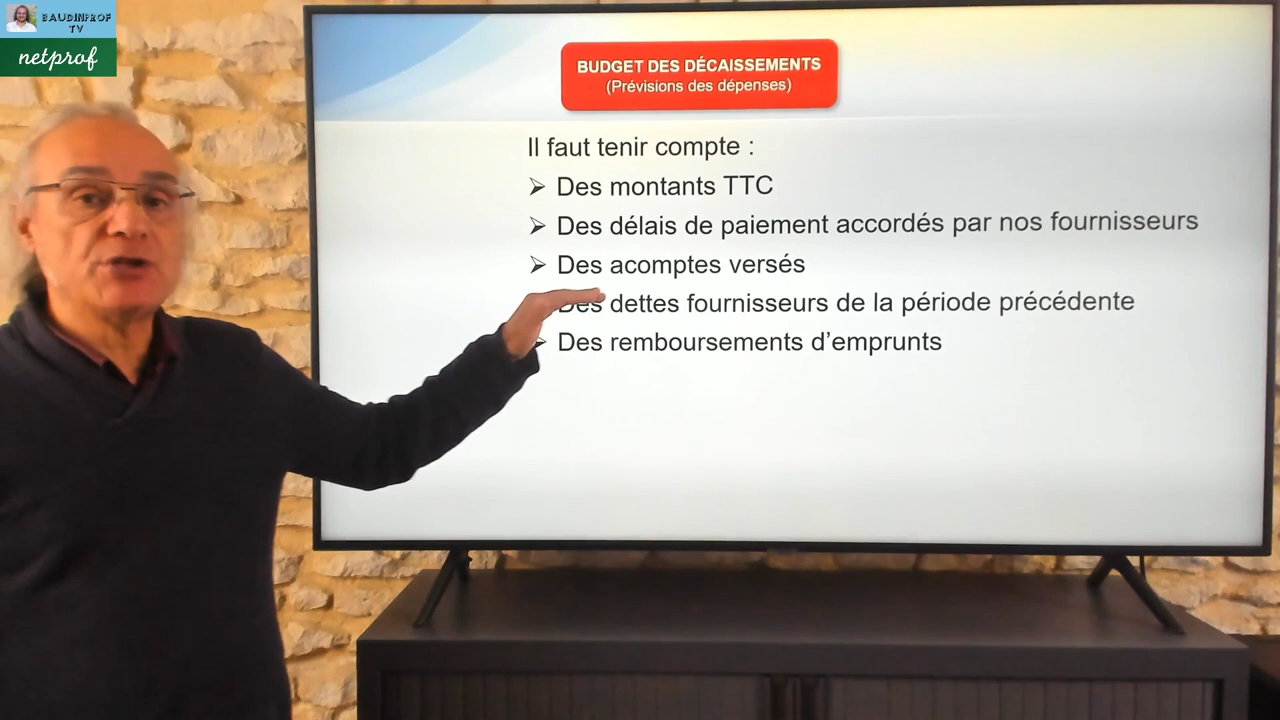 BAUDINPROF
TV
netprof
BUDGET DES DÉCAISSEMENTS
(Prévisions des dépenses)
Il faut tenir compte :
➢ Des montants TTC
➢ Des délais de paiement accordés par nos fournisseurs
➢ Des acomptes versés
Des dettes fournisseurs de la période précédente
➢ Des remboursements d’emprunts